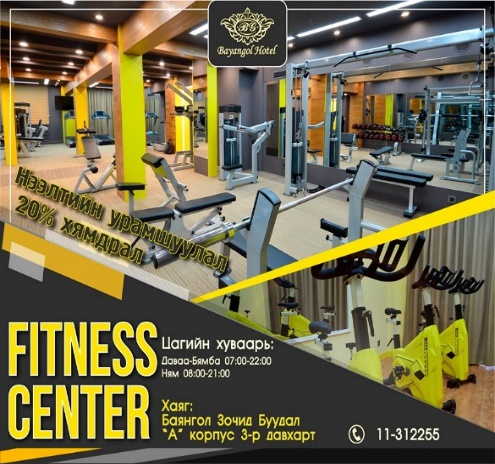 BG
Bayangol Hotel
Нээлтийн урамшуулал
20% хямдрал
FITNESS
CENTER
Цагийн хуваарь:
Даваа-Бямба 07:00-22:00
Ням 08:00-21:00
Хаяг:
Баянгол Зочид Буудал
"А" корпус 3-р давхарт
11-312255